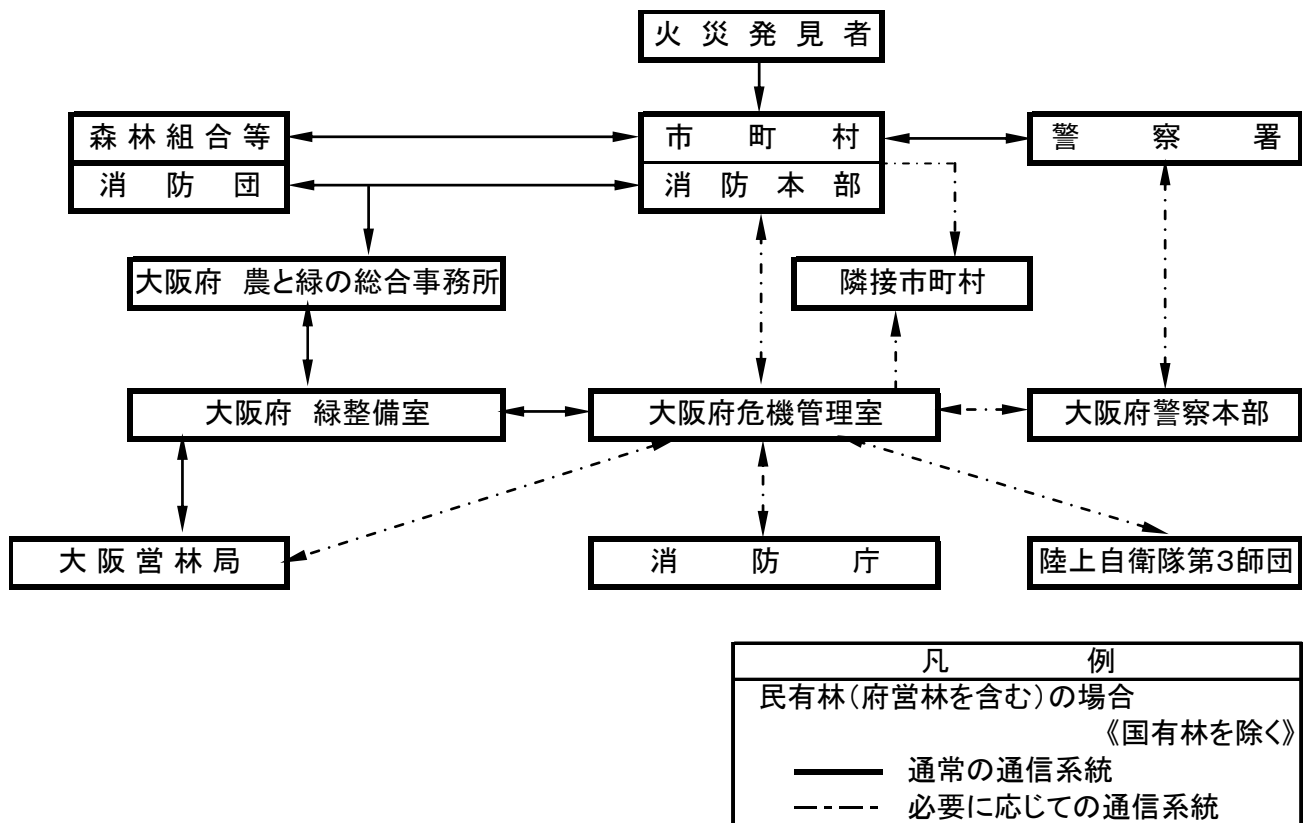 火災発見者
森林組合等
市町村
警察署
消防団
消防本部
大阪府 農と緑の総合事務所
隣接市町村
大阪府 緑整備室
大阪府危機管理室
大阪府警察本部
大阪営林局
消防庁
陸上自衛隊第3師団
凡例
民有林(府営林を含む)の場合
《国有林を除く》
通常の通信系統
必要に応じての通信系統